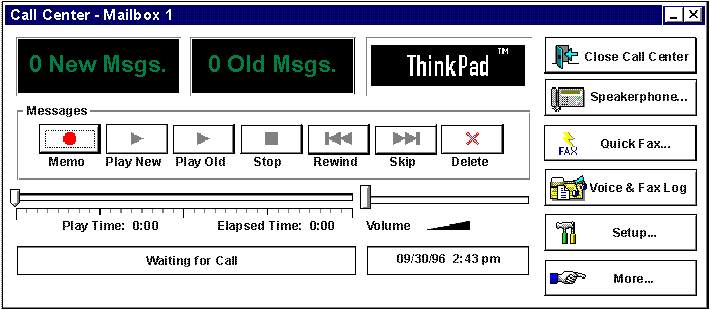 Call Center - Mailbox 1
0 New Msgs.
0 Old Msgs.
ThinkPad ™
Messages
Memo Play New Play Old Stop Rewind Skip Delete
Play Time: 0:00 Elapsed Time: 0:00 Volume
Waiting for Call
09/30/96 2:43 pm
Close Call Center
Speakerphone...
FAX Quick Fax...
Voice & Fax Log
Setup...
More...